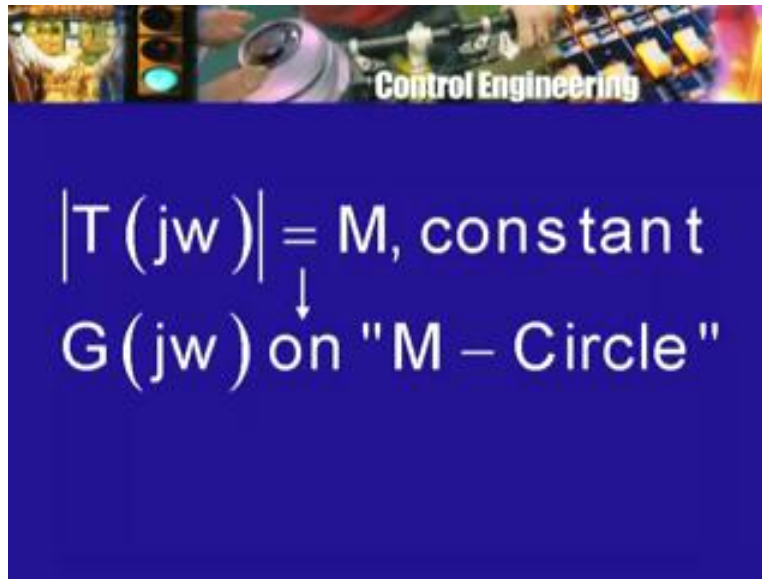 Control Engineering
|T(jw)| = M, constant
↓
G(jw) on "M – Circle"